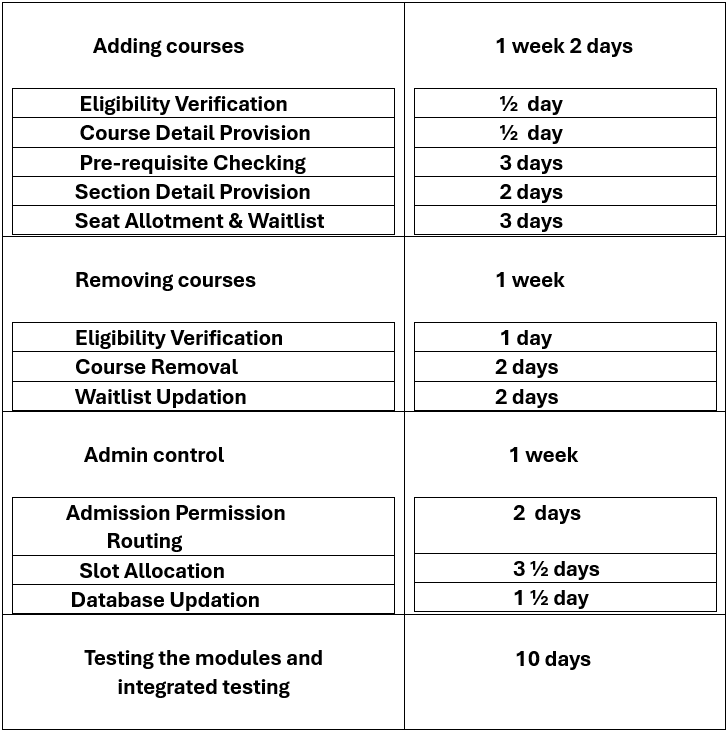 Adding courses 1 week 2 days
Eligibility Verification ½ day
Course Detail Provision ½ day
Pre-requisite Checking 3 days
Section Detail Provision 2 days
Seat Allotment & Waitlist 3 days
Removing courses 1 week
Eligibility Verification 1 day
Course Removal 2 days
Waitlist Updation 2 days
Admin control 1 week
Admission Permission 2 days
Routing
Slot Allocation 3 ½ days
Database Updation 1 ½ day
Testing the modules and 10 days
integrated testing